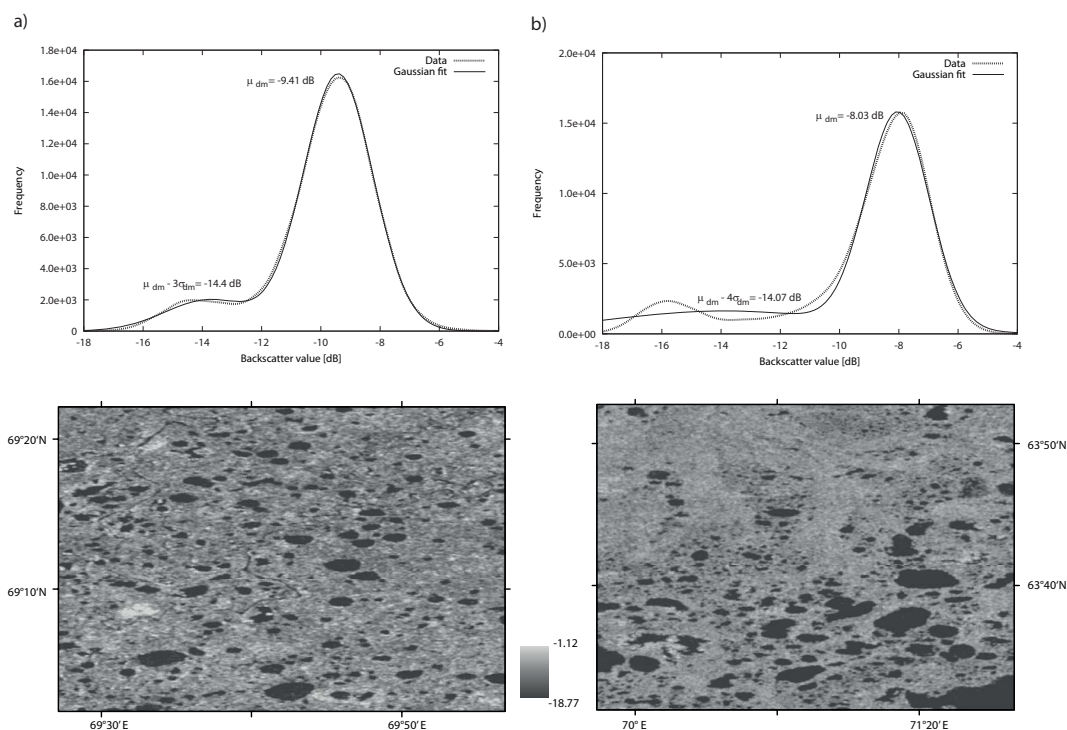 a)
1.8e+04
1.6e+04
1.4e+04
1.2e+04
1.0e+04
8.0e+03
6.0e+03
4.0e+03
2.0e+03
0
Frequency
Data
Gaussian fit
μ dm = -9.41 dB
μ dm - 3σdm = -14.4 dB
-18 -16 -14 -12 -10 -8 -6 -4
Backscatter value [dB]
b)
2.0e+04
1.5e+04
1.0e+04
5.0e+03
0.0e+00
Frequency
Data
Gaussian fit
μ dm = -8.03 dB
μ dm - 4σdm = -14.07 dB
-18 -16 -14 -12 -10 -8 -6 -4
Backscatter value [dB]
69°20'N
69°10'N
69°30' E
69°50' E
-1.12
-18.77
63°50'N
63°40'N
70° E
71°20' E